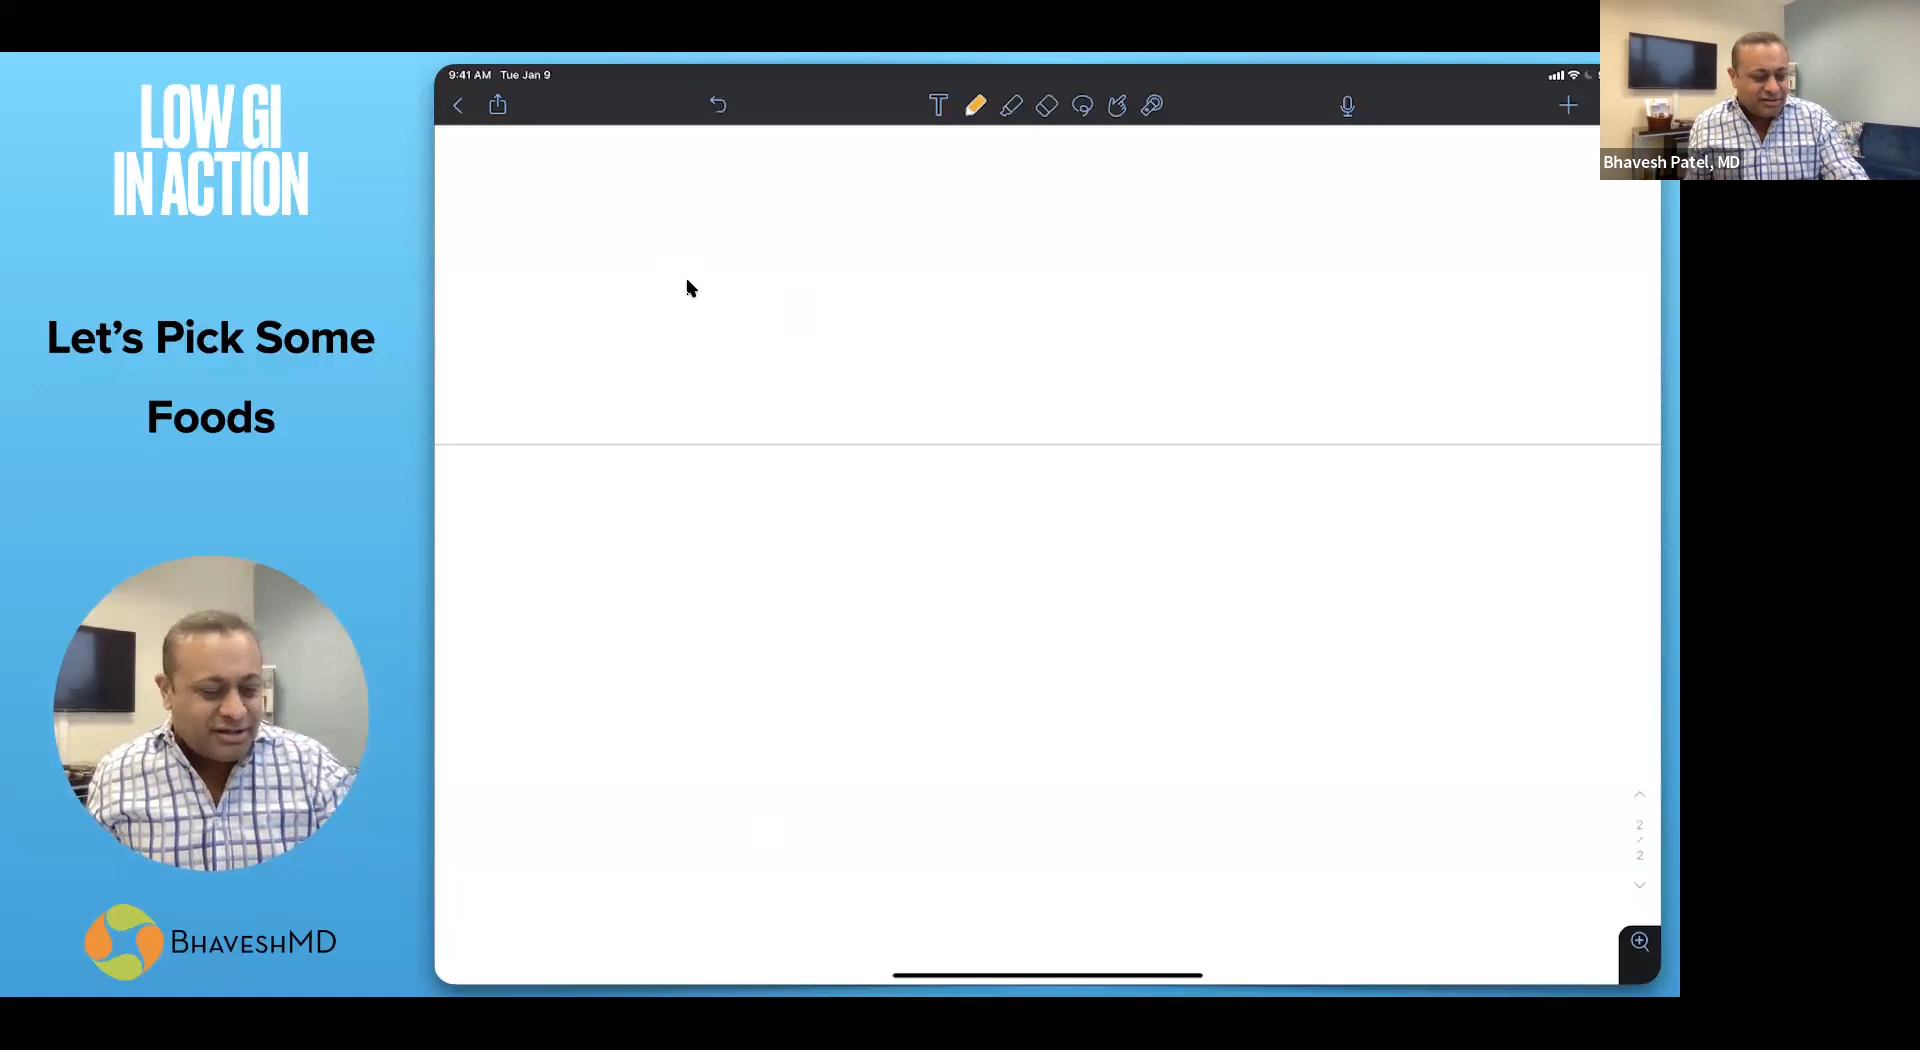 9:41 AM Tue Jan 9
Bhavesh Patel, MD
LOW GI
IN ACTION
Let's Pick Some
Foods
2
2
BHAVESHMD